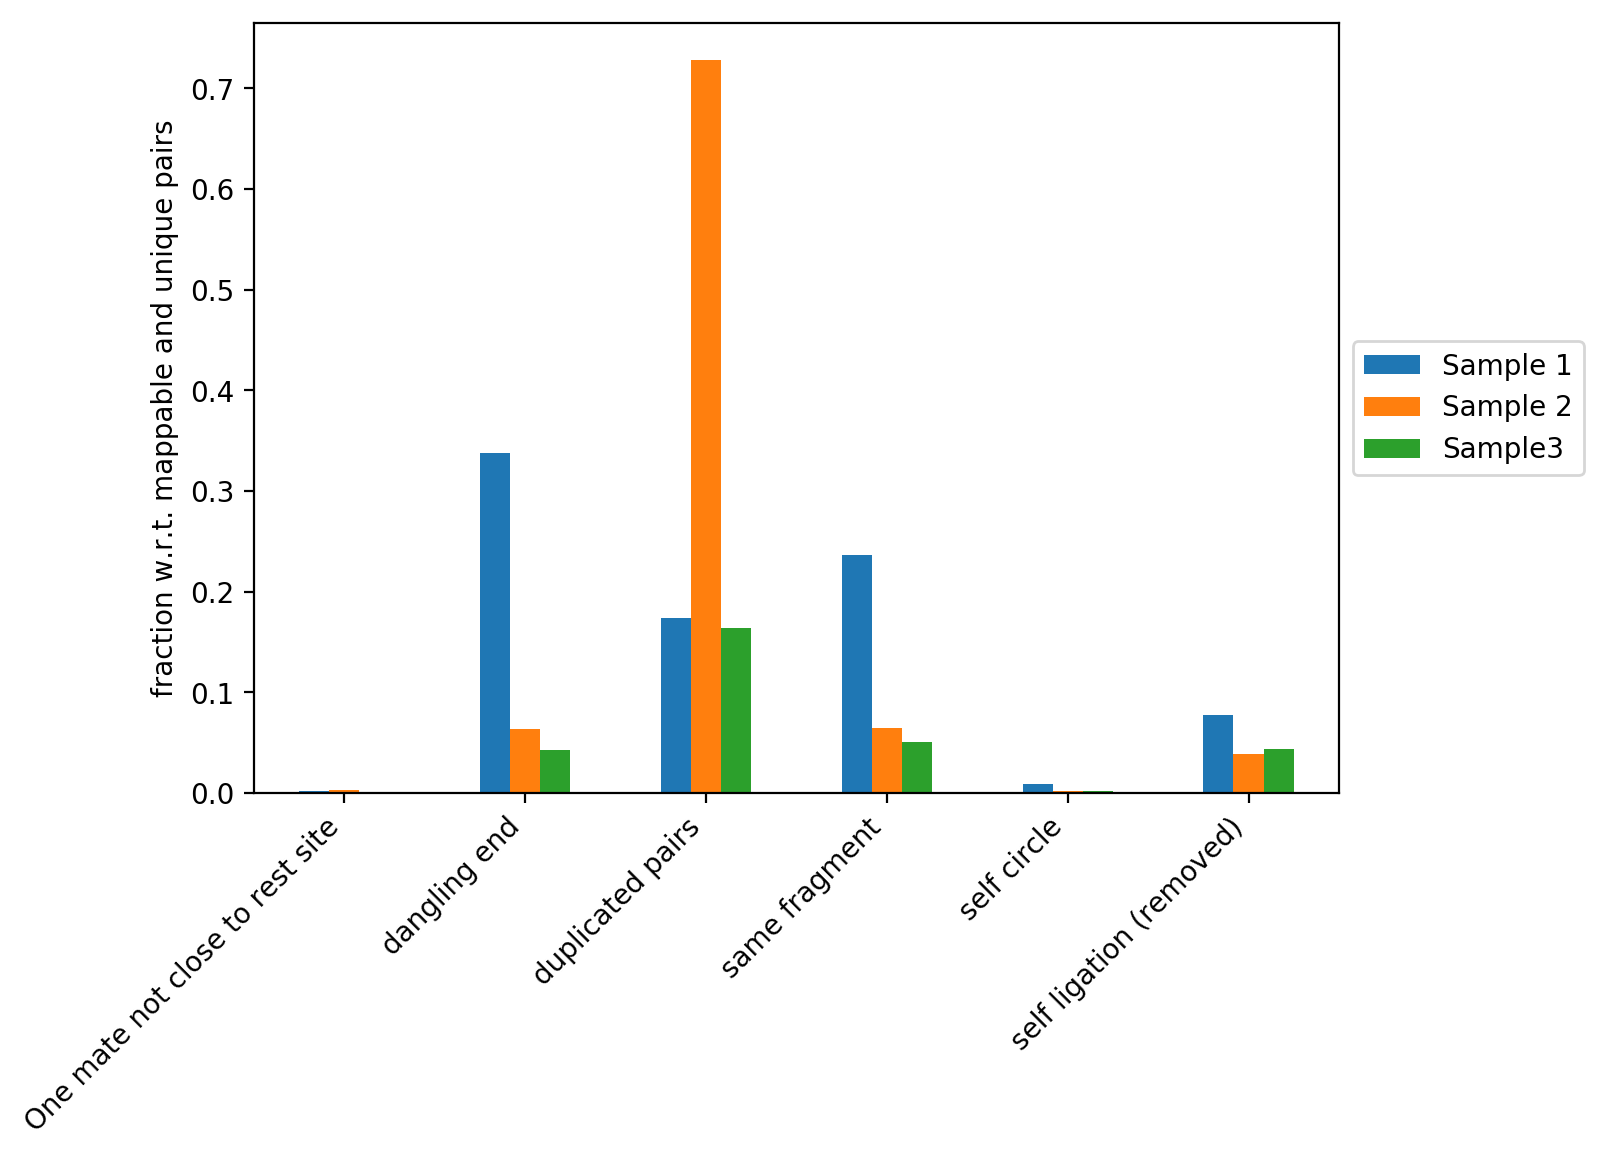 fraction w.r.t. mappable and unique pairs
0.7
0.6
0.5
0.4
0.3
0.2
0.1
0.0
One mate not close to rest site
dangling end
duplicated pairs
same fragment
self circle
self ligation (removed)
Sample 1
Sample 2
Sample3